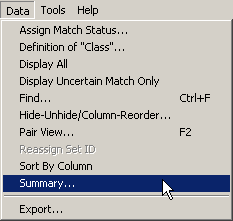 Data Tools Help
Assign Match Status...
Definition of "Class"...
Display All
Display Uncertain Match Only
Find... Ctrl+F
Hide-Unhide/Column-Reorder...
Pair View... F2
Reassign Set ID
Sort By Column
Summary...
Export...